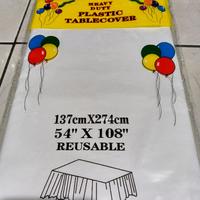 HEAVY
DUTY
PLASTIC
TABLECOVER
137cmX274cm
54" X 108"
REUSABLE